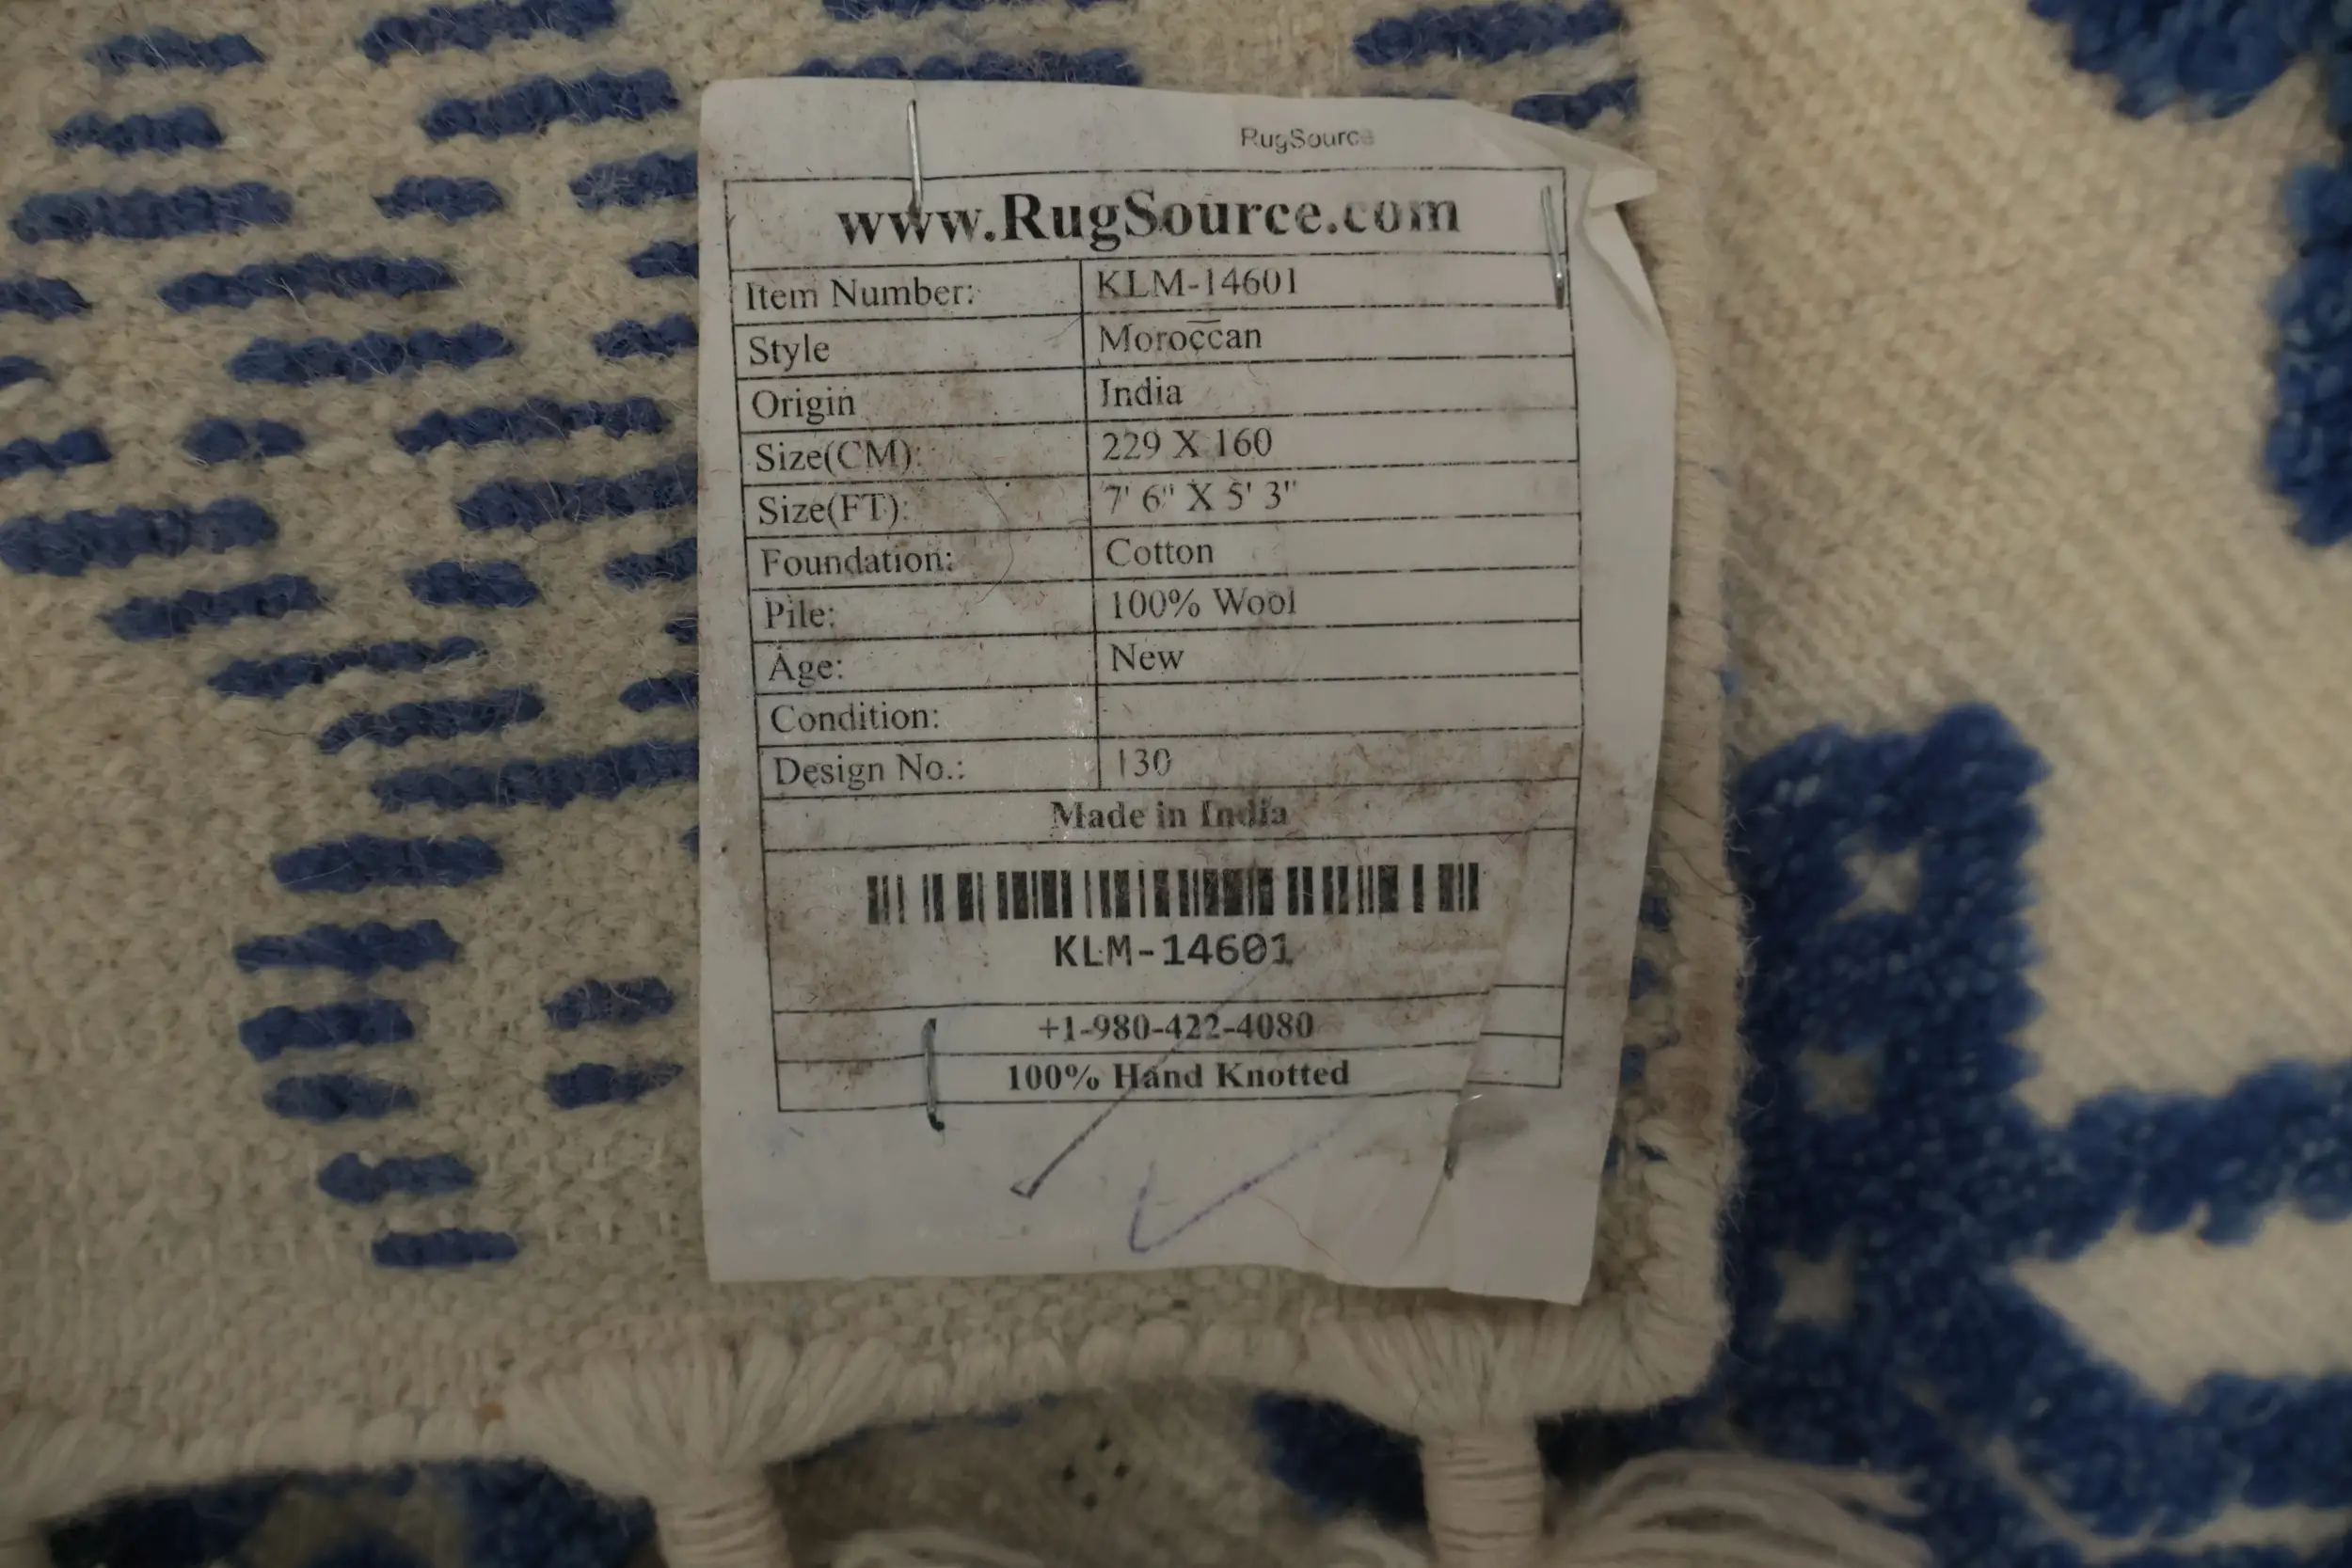 RugSource
www.RugSource.com
Item Number: KLM-14601
Style Moroccan
Origin India
Size(CM): 229 X 160
Size(FT): 7' 6" X 5' 3"
Foundation: Cotton
Pile: 100% Wool
Age: New
Condition:
Design No.: 130
Made in India
KLM-14601
+1-980-422-4080
100% Hand Knotted